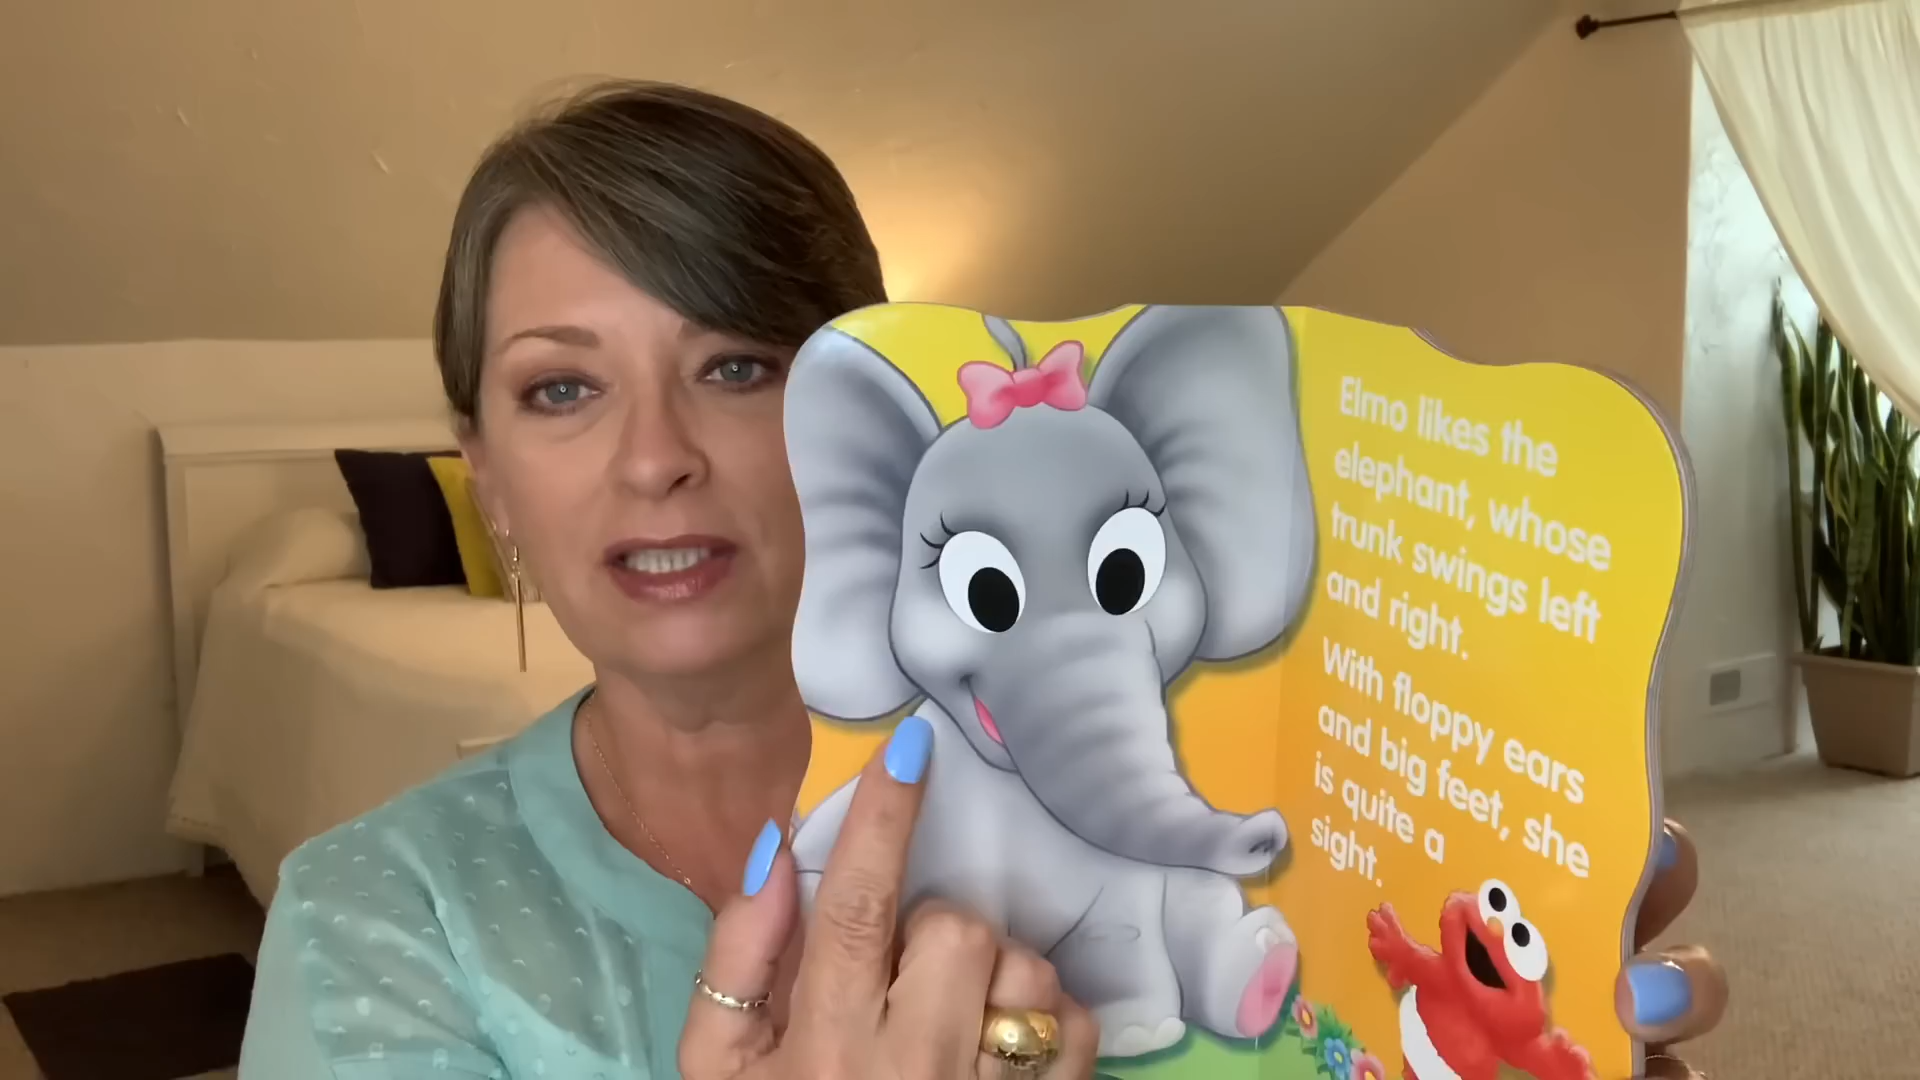 Elmo likes the
elephant, whose
trunk swings left
and right.
With floppy ears
and big feet, she
is quite a
sight.